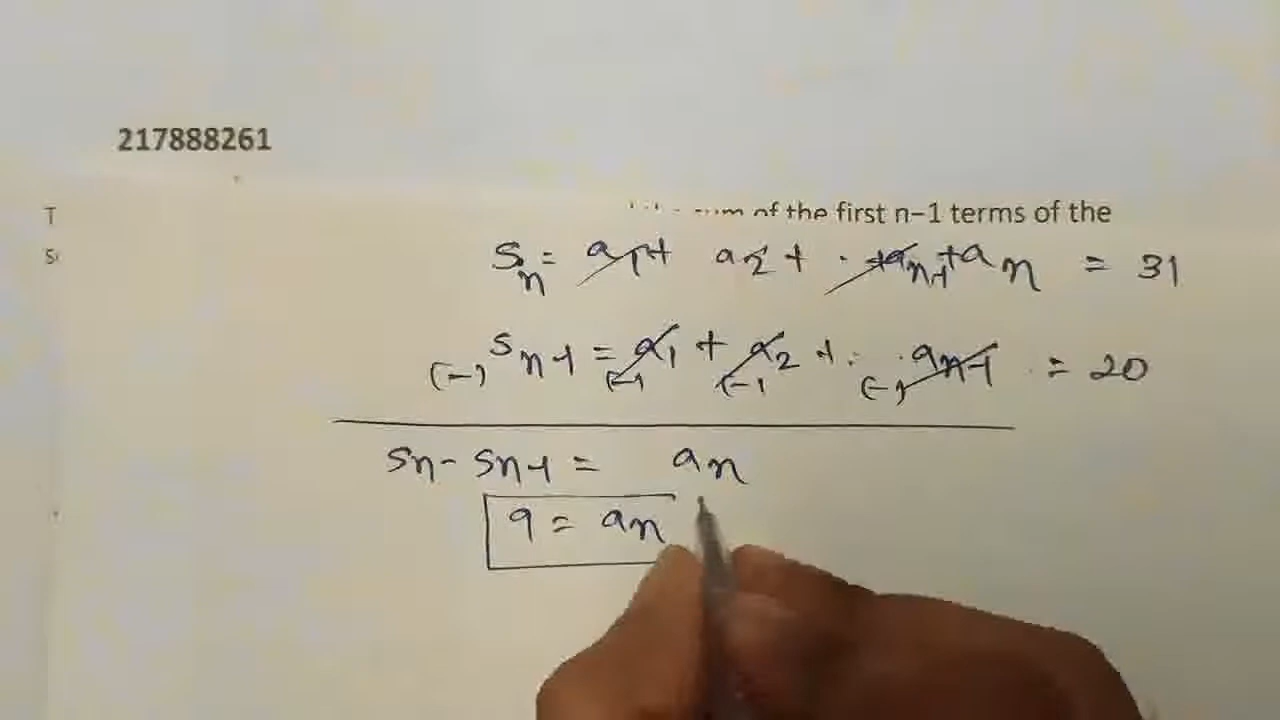 217888261
T of the first n−1 terms of the
S
Sn = a1 + a2 + . + an-1 + an = 31
(-) Sn-1 = a1 + a2 + . . an-1 = 20
(-) (-) (-)
Sn - Sn-1 = an
9 = an